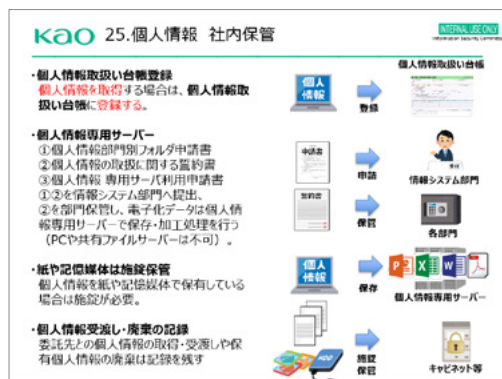 Kao 25.個人情報 社内保管
INTERNAL USE ONLY
Information Security Committee
・個人情報取扱い台帳登録
個人情報を取得する場合は、個人情報取
扱い台帳に登録する。
個人
情報
登録
個人情報取扱い台帳
・個人情報専用サーバー
①個人情報部門別フォルダ申請書
②個人情報の取扱に関する誓約書
③個人情報 専用サーバ利用申請書
①②を情報システム部門へ提出、
②を部門保管し、電子化データは個人情
報専用サーバーで保存・加工処理を行う
（PCや共有ファイルサーバーは不可）。
申請書
申請
受付
情報システム部門
誓約書
保管
各部門
・紙や記憶媒体は施錠保管
個人情報を紙や記憶媒体で保有している
場合は施錠が必要。
個人
情報
保存
P X W
個人情報専用サーバー
・個人情報受渡し・廃棄の記録
委託先との個人情報の取得・受渡しや保
有個人情報の廃棄は記録を残す
HDD
施錠
保管
キャビネット等